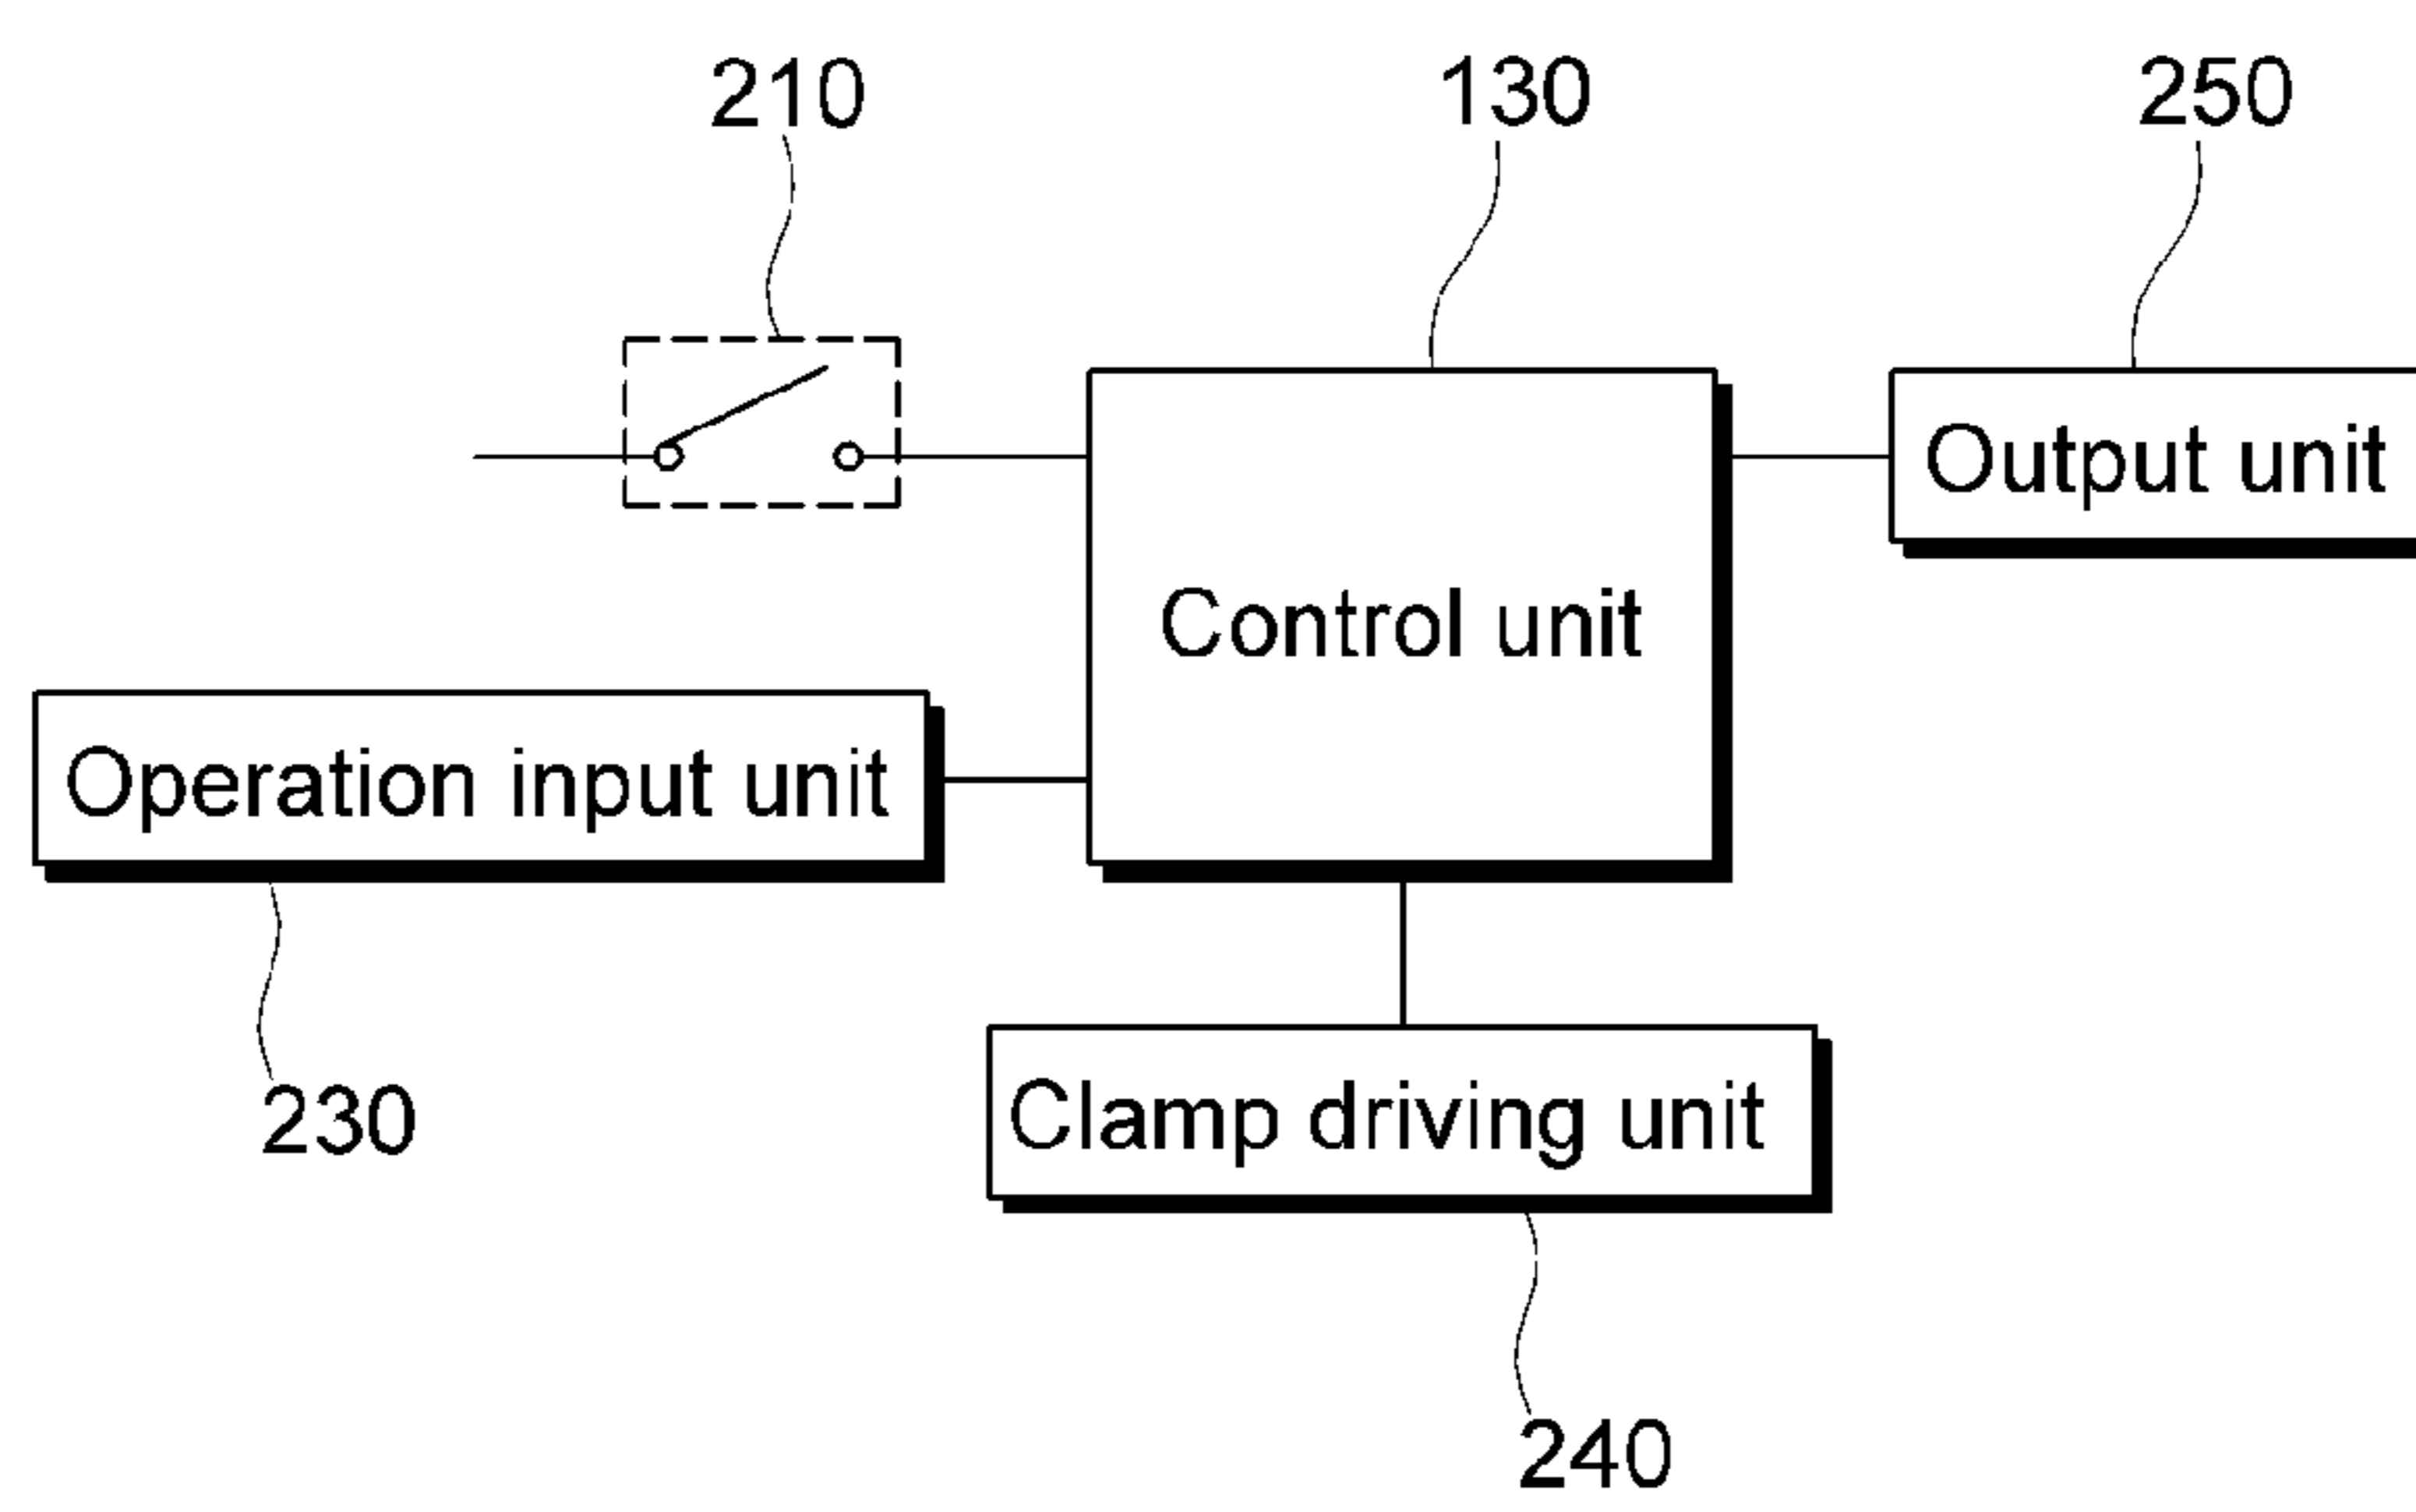 210
130
250
Output unit
Control unit
Operation input unit
230
Clamp driving unit
240